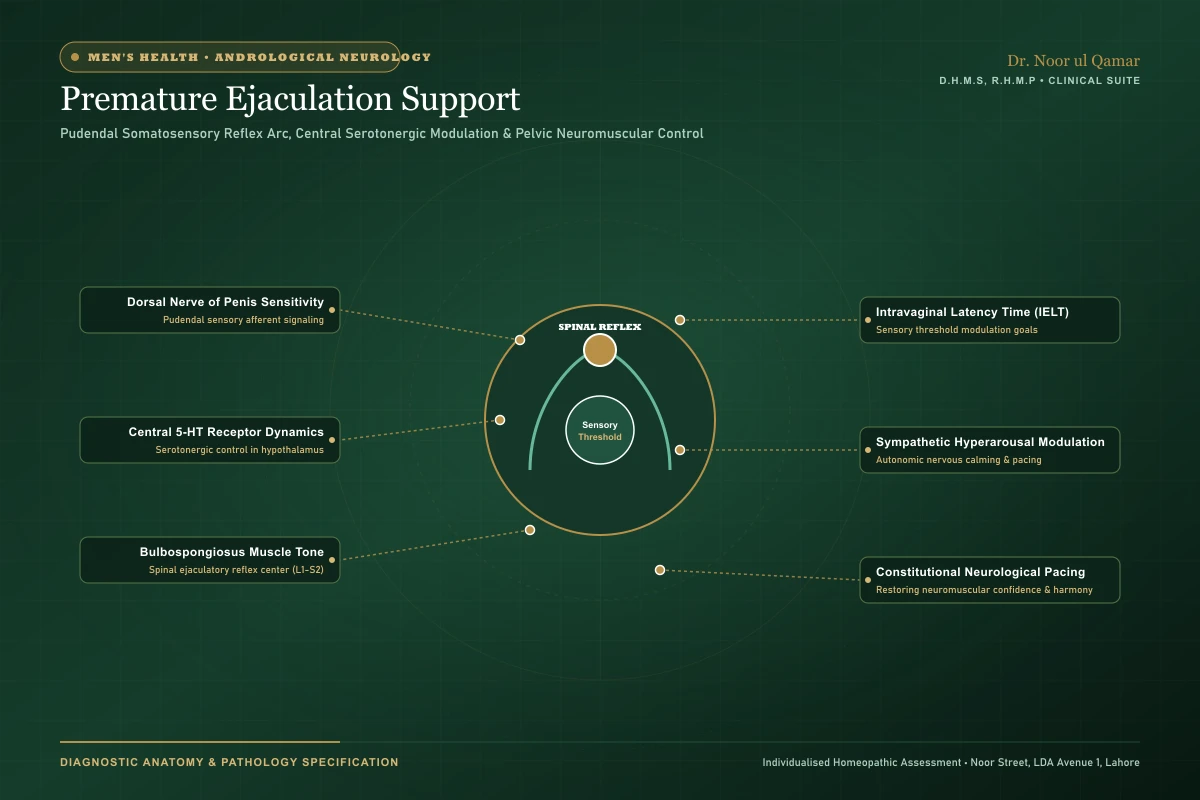 MEN'S HEALTH • ANDROLOGICAL NEUROLOGY
Premature Ejaculation Support
Pudendal Somatosensory Reflex Arc, Central Serotonergic Modulation & Pelvic Neuromuscular Control
Dr. Noor ul Qamar
D.H.M.S, R.H.M.P • CLINICAL SUITE
Dorsal Nerve of Penis Sensitivity
Pudendal sensory afferent signaling
Central 5-HT Receptor Dynamics
Serotonergic control in hypothalamus
Bulbospongiosus Muscle Tone
Spinal ejaculatory reflex center (L1-S2)
SPINAL REFLEX
Sensory
Threshold
Intravaginal Latency Time (IELT)
Sensory threshold modulation goals
Sympathetic Hyperarousal Modulation
Autonomic nervous calming & pacing
Constitutional Neurological Pacing
Restoring neuromuscular confidence & harmony
DIAGNOSTIC ANATOMY & PATHOLOGY SPECIFICATION
Individualised Homeopathic Assessment • Noor Street, LDA Avenue 1, Lahore